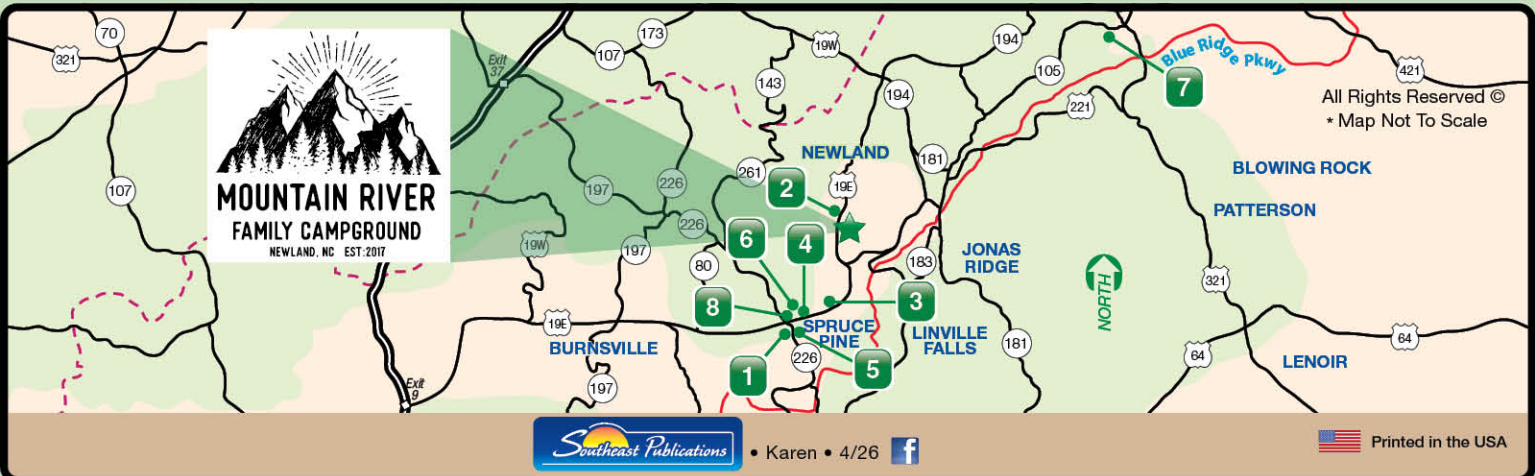 70
321
107
MOUNTAIN RIVER
FAMILY CAMPGROUND
NEWLAND, NC EST:2017
Exit
37
107
173
19W
143
194
194
105
221
Blue Ridge Pkwy
421
7
All Rights Reserved ©
* Map Not To Scale
NEWLAND
181
BLOWING ROCK
261
2
19E
197
226
226
PATTERSON
6
4
19W
197
80
183
JONAS
RIDGE
NORTH
321
8
3
19E
SPRUCE
PINE
LINVILLE
FALLS
BURNSVILLE
226
181
64
64
LENOIR
1
5
197
Exit
9
Southeast Publications
• Karen • 4/26 f
Printed in the USA